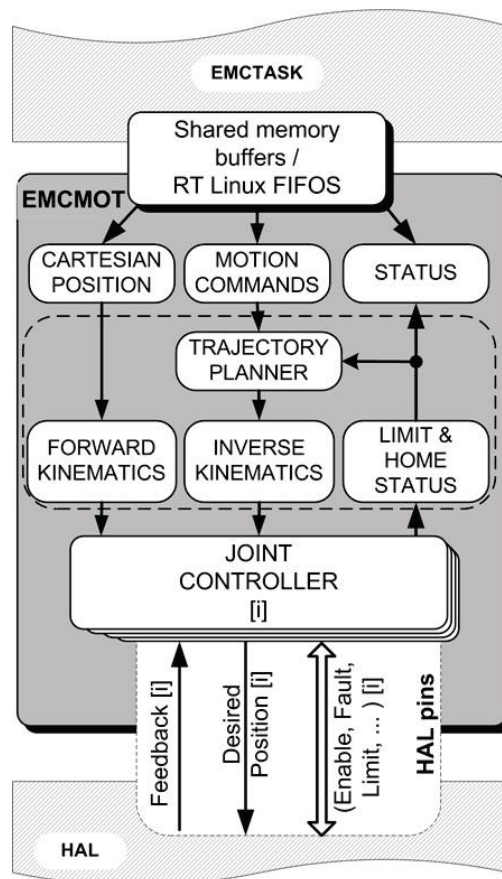 EMCTASK
Shared memory
buffers /
RT Linux FIFOS
EMCMOT
CARTESIAN
POSITION
MOTION
COMMANDS
STATUS
TRAJECTORY
PLANNER
FORWARD
KINEMATICS
INVERSE
KINEMATICS
LIMIT &
HOME
STATUS
JOINT
CONTROLLER
[i]
Feedback [i]
Desired
Position [i]
(Enable, Fault,
Limit, ... ) [i]
HAL pins
HAL